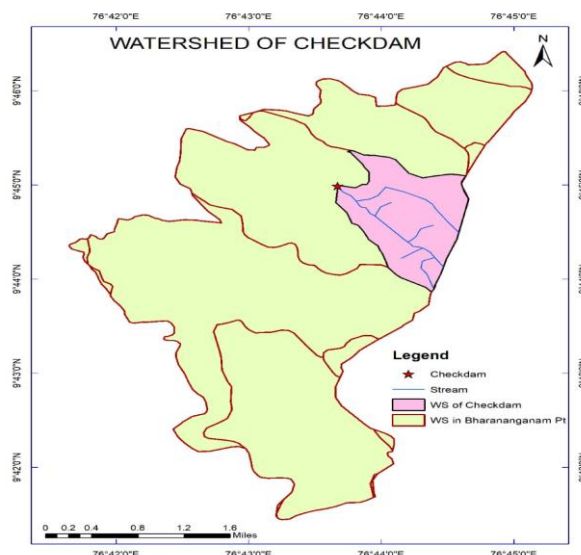 76°42'0"E 76°43'0"E 76°44'0"E 76°45'0"E
WATERSHED OF CHECKDAM
N
9°46'0"N
9°45'0"N
9°44'0"N
9°43'0"N
9°42'0"N
Legend
Checkdam
Stream
WS of Checkdam
WS in Bharananganam Pt
0 0.2 0.4 0.8 1.2 1.6
Miles
76°42'0"E 76°43'0"E 76°44'0"E 76°45'0"E